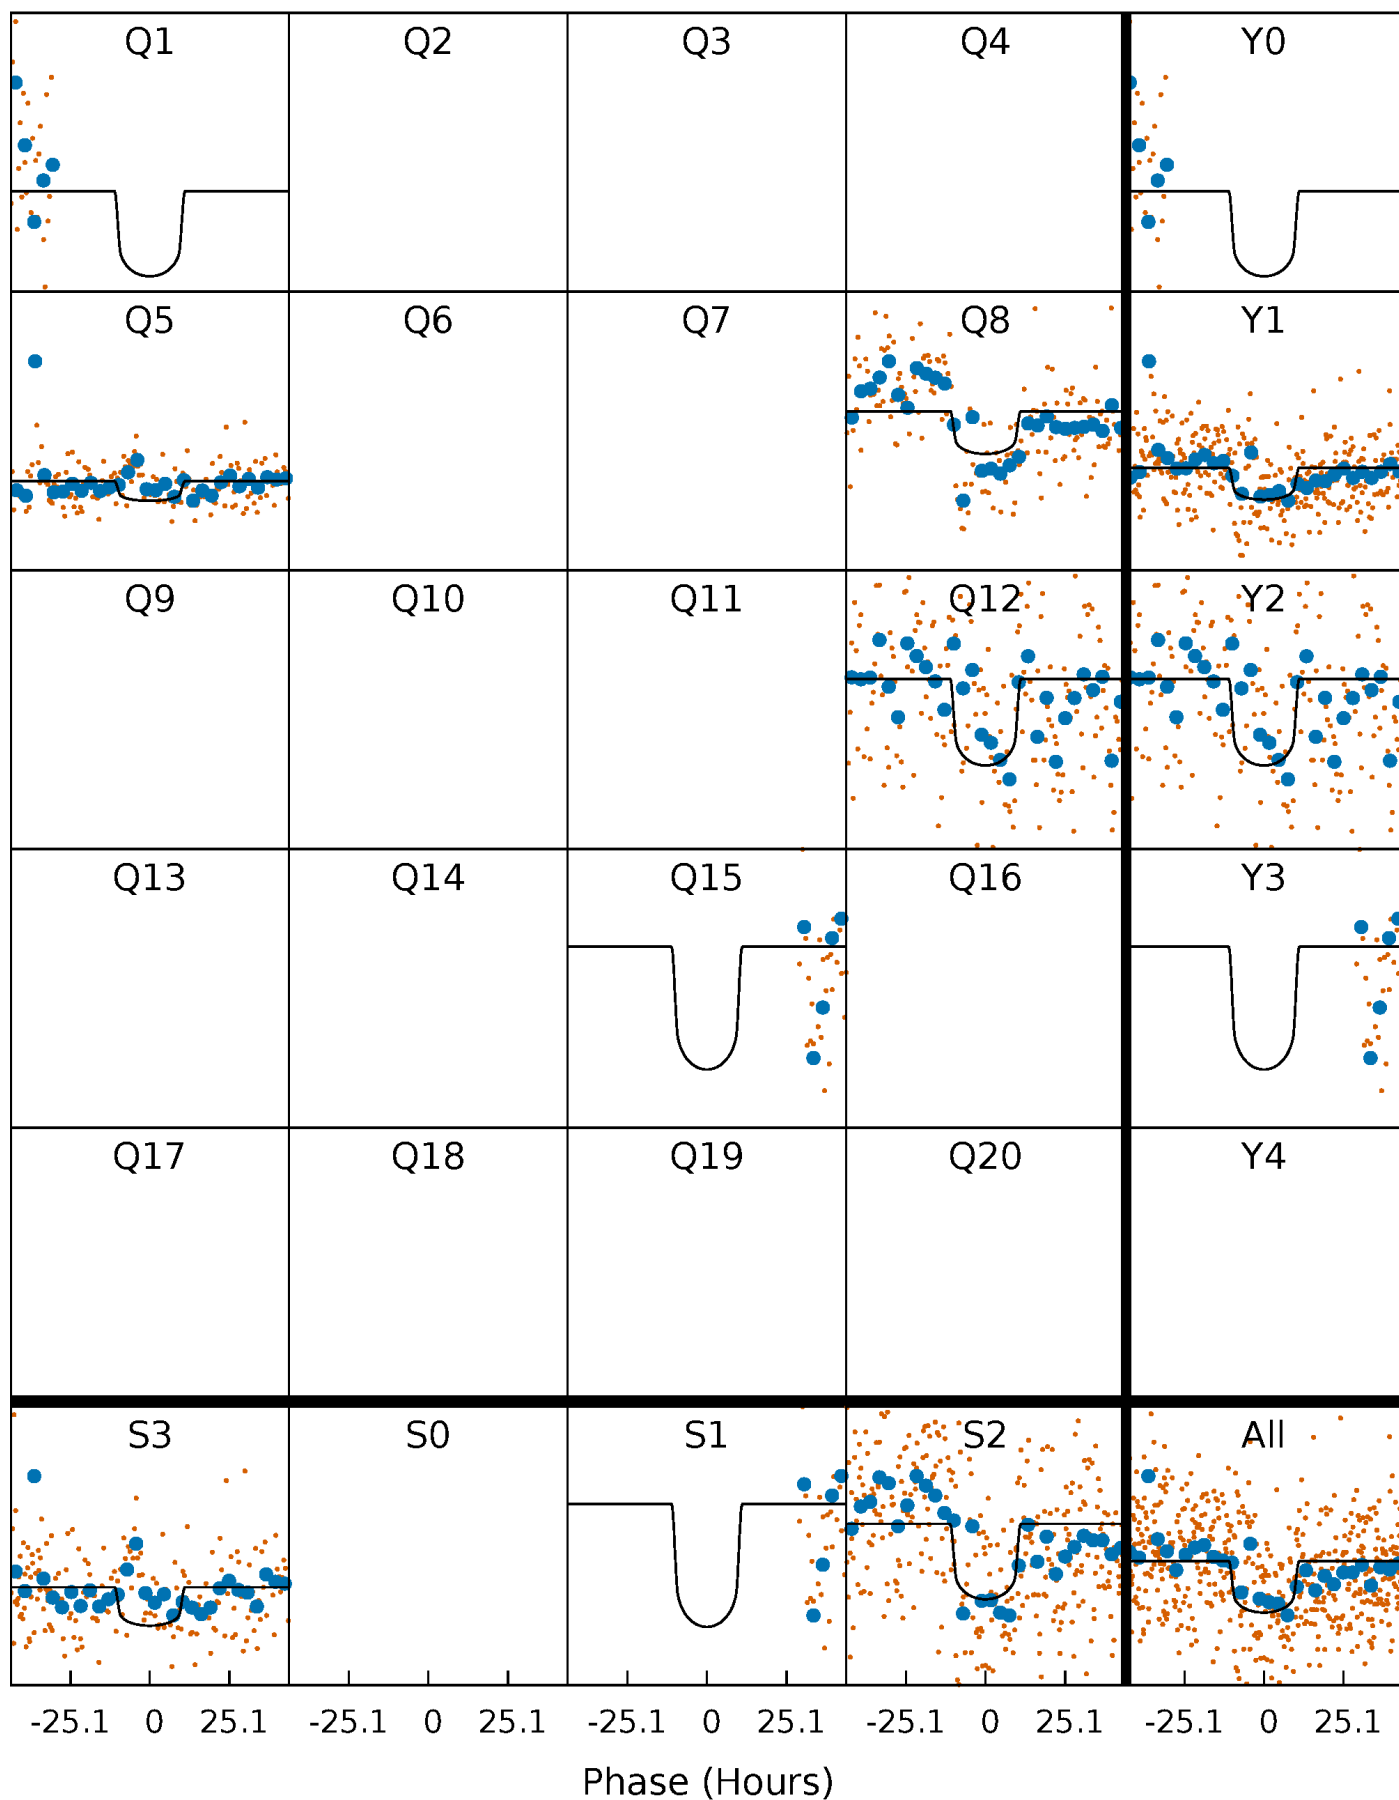 Q1 Q2 Q3 Q4 Y0
Q5 Q6 Q7 Q8 Y1
Q9 Q10 Q11 Q12 Y2
Q13 Q14 Q15 Q16 Y3
Q17 Q18 Q19 Q20 Y4
S3 S0 S1 S2 All
-25.1 0 25.1 -25.1 0 25.1 -25.1 0 25.1 -25.1 0 25.1 -25.1 0 25.1
Phase (Hours)